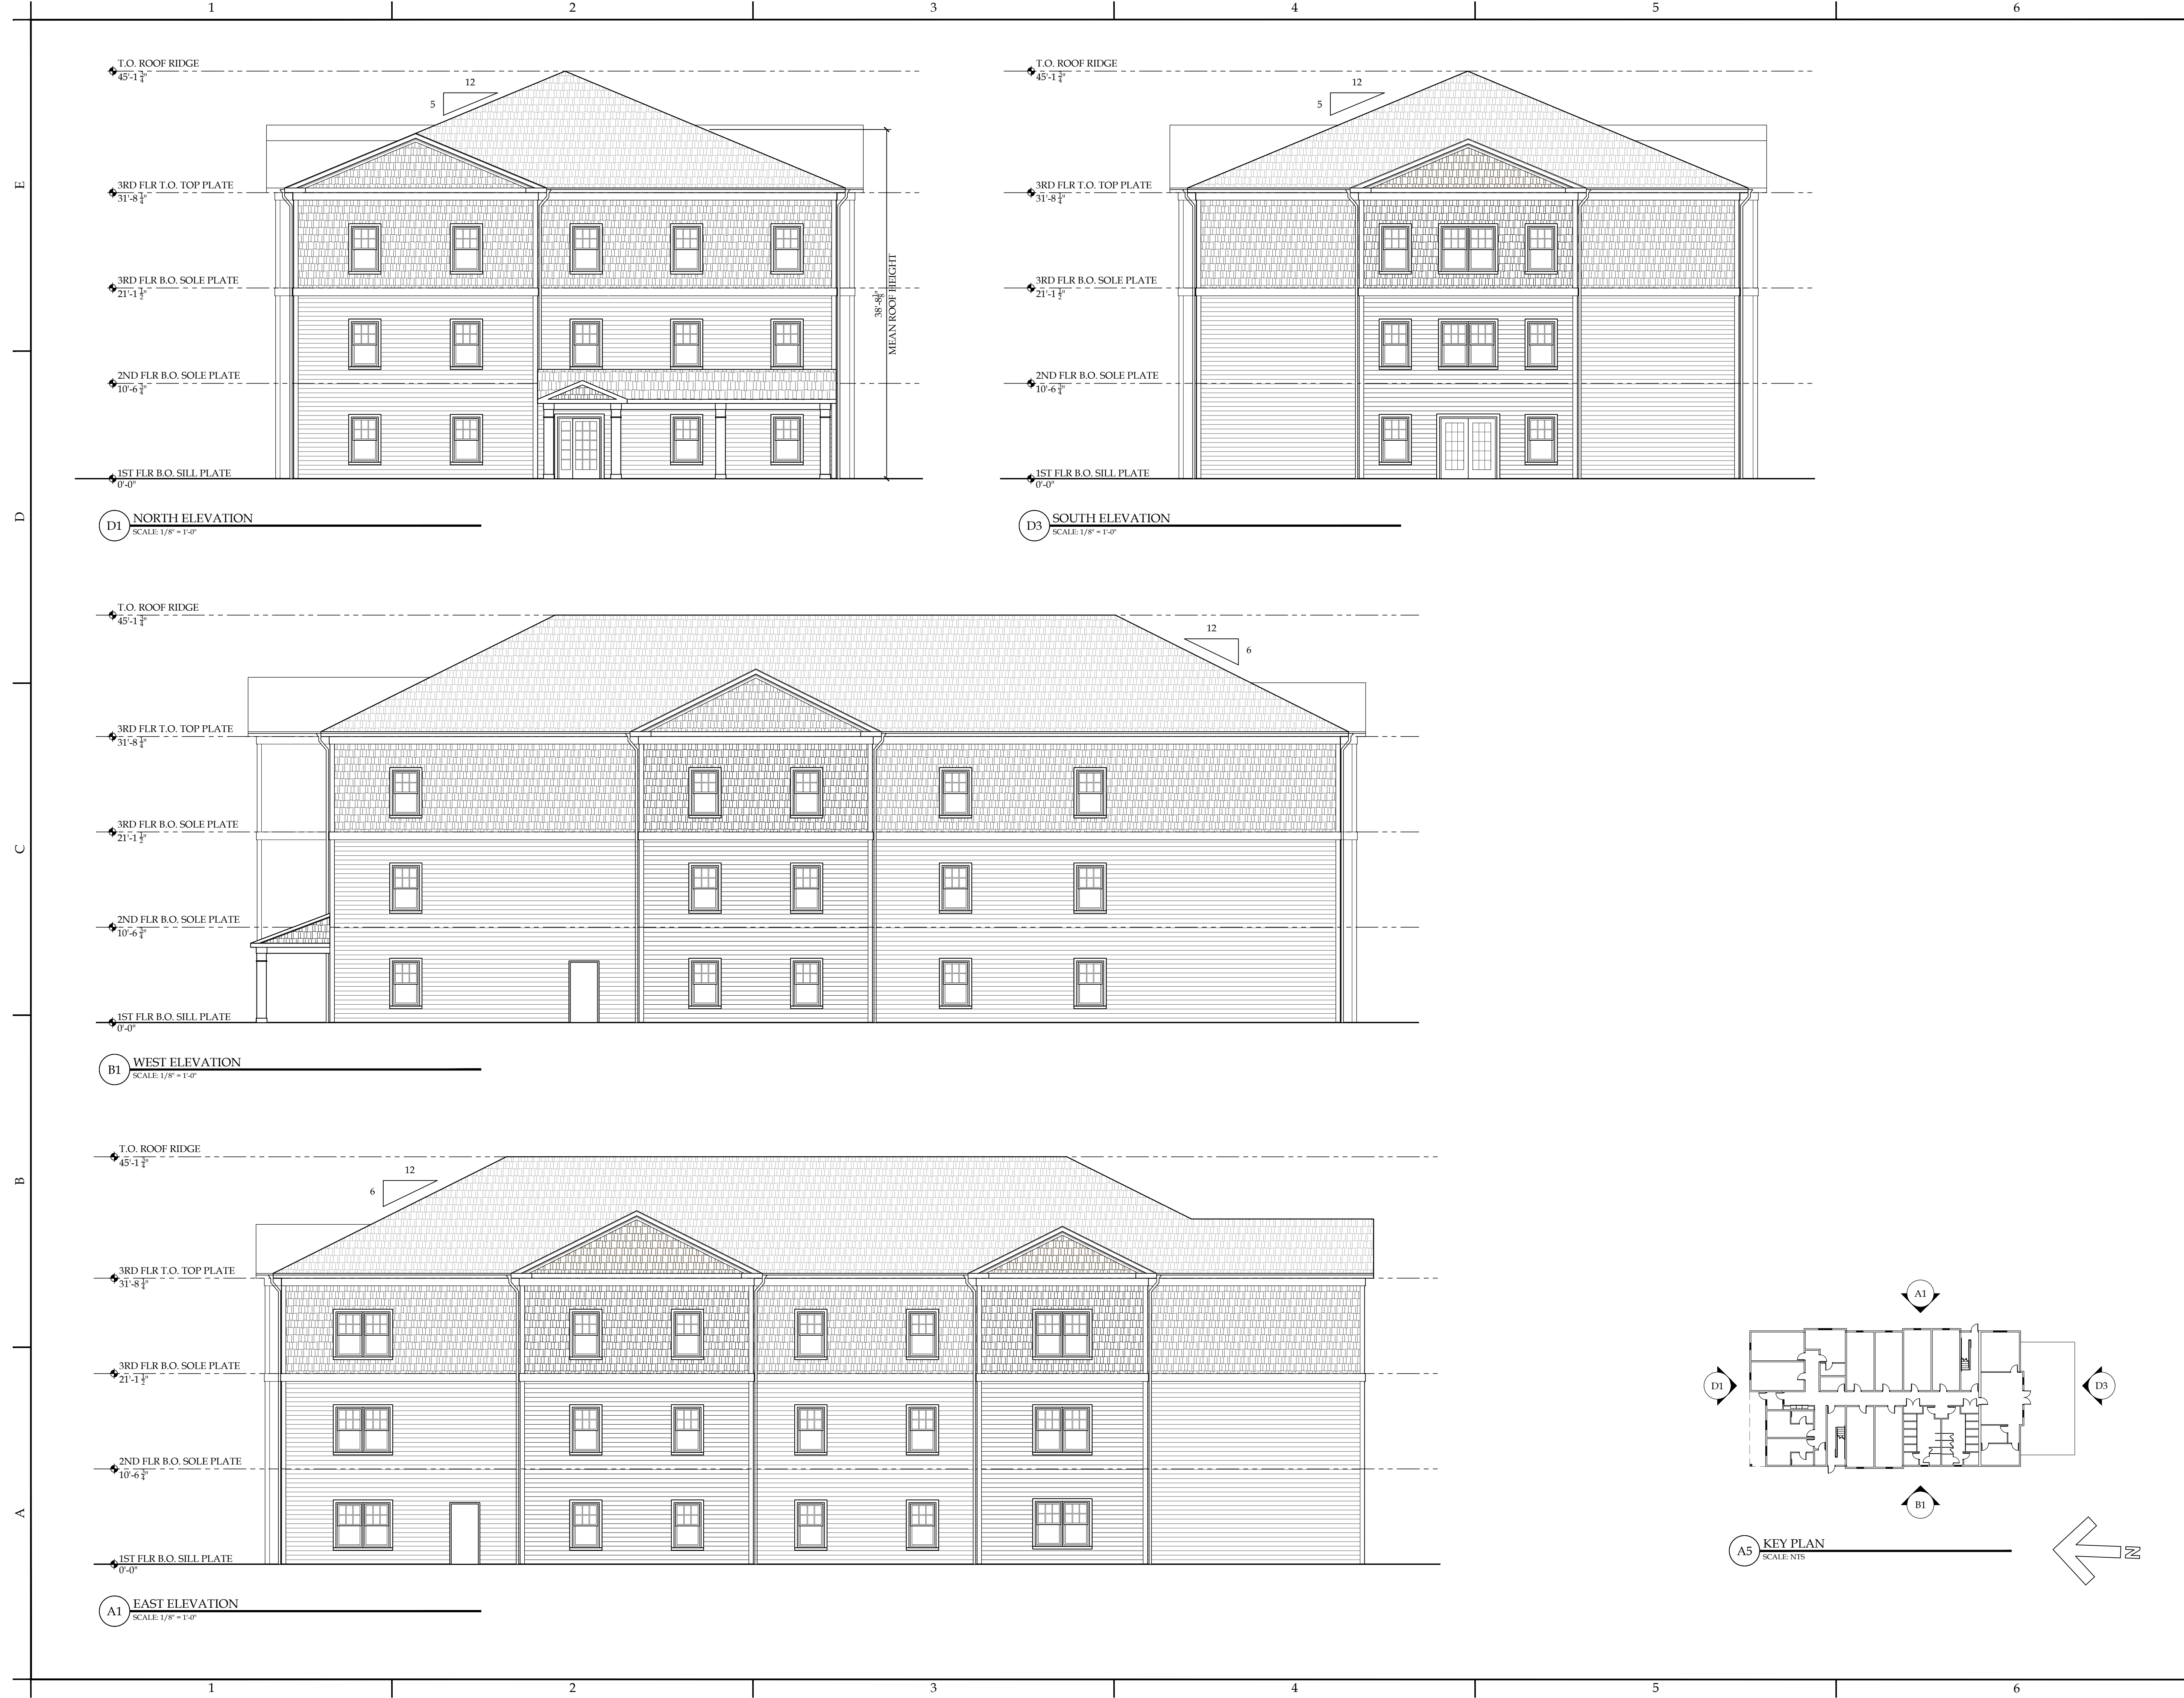 1 2 3 4 5 6
E
D
C
B
A
T.O. ROOF RIDGE
45'-1 3/4"
12
5
3RD FLR T.O. TOP PLATE
31'-8 1/4"
3RD FLR B.O. SOLE PLATE
21'-1 1/2"
MEAN ROOF HEIGHT
2ND FLR B.O. SOLE PLATE
10'-6 3/4"
1ST FLR B.O. SILL PLATE
0'-0"
D1 NORTH ELEVATION
SCALE: 1/8" = 1'-0"
T.O. ROOF RIDGE
45'-1 3/4"
12
5
3RD FLR T.O. TOP PLATE
31'-8 1/4"
3RD FLR B.O. SOLE PLATE
21'-1 1/2"
2ND FLR B.O. SOLE PLATE
10'-6 3/4"
1ST FLR B.O. SILL PLATE
0'-0"
D3 SOUTH ELEVATION
SCALE: 1/8" = 1'-0"
T.O. ROOF RIDGE
45'-1 3/4"
12
6
3RD FLR T.O. TOP PLATE
31'-8 1/4"
3RD FLR B.O. SOLE PLATE
21'-1 1/2"
2ND FLR B.O. SOLE PLATE
10'-6 3/4"
1ST FLR B.O. SILL PLATE
0'-0"
B1 WEST ELEVATION
SCALE: 1/8" = 1'-0"
T.O. ROOF RIDGE
45'-1 3/4"
12
6
3RD FLR T.O. TOP PLATE
31'-8 1/4"
3RD FLR B.O. SOLE PLATE
21'-1 1/2"
2ND FLR B.O. SOLE PLATE
10'-6 3/4"
1ST FLR B.O. SILL PLATE
0'-0"
A1 EAST ELEVATION
SCALE: 1/8" = 1'-0"
A1
D1
D3
B1
A5 KEY PLAN
SCALE: NTS
N
1 2 3 4 5 6